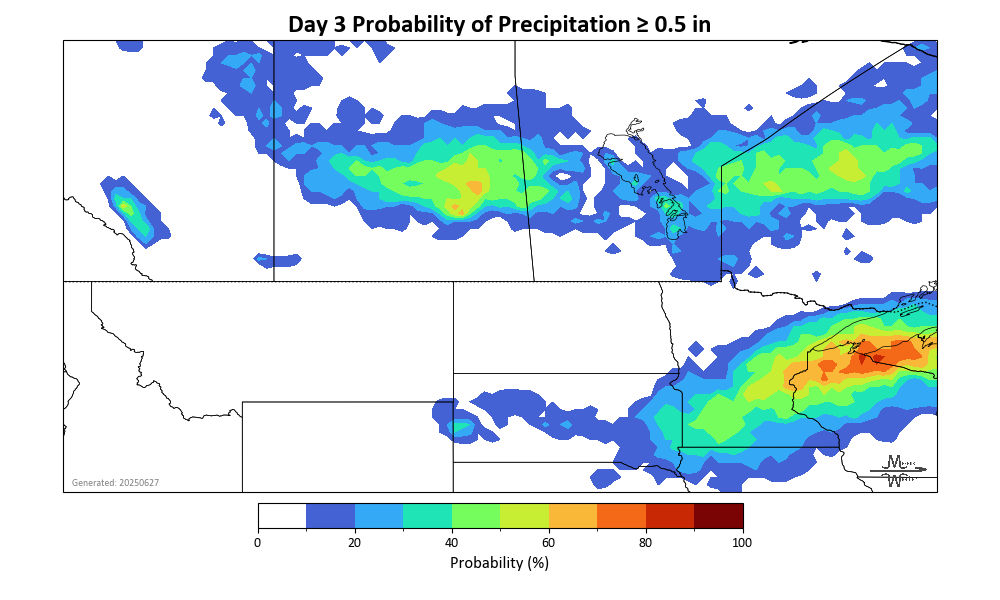 Day 3 Probability of Precipitation ≥ 0.5 in
Generated: 20250627
0 20 40 60 80 100
Probability (%)